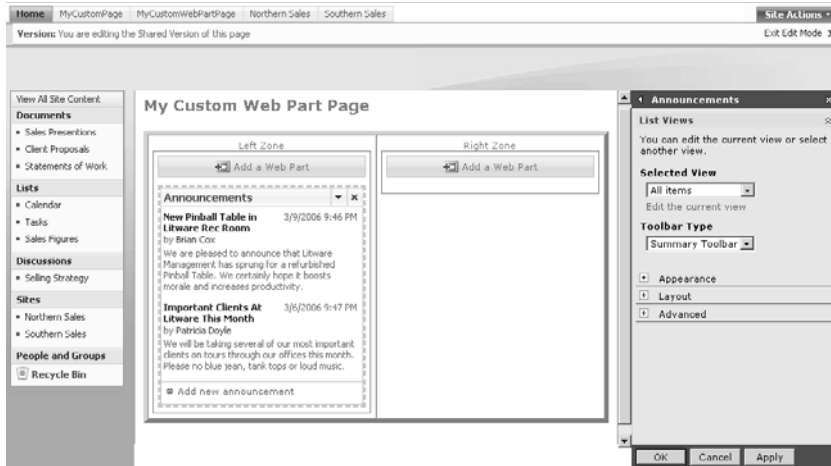 Home MyCustomPage MyCustomWebPartPage Northern Sales Southern Sales
Site Actions
Version: You are editing the Shared Version of this page
Exit Edit Mode
View All Site Content
Documents
Sales Presentions
Client Proposals
Statements of Work
Lists
Calendar
Tasks
Sales Figures
Discussions
Selling Strategy
Sites
Northern Sales
Southern Sales
People and Groups
Recycle Bin
My Custom Web Part Page
Left Zone
Add a Web Part
Announcements
New Pinball Table in 3/9/2006 9:46 PM
Litware Rec Room
by Brian Cox
We are pleased to announce that Litware
Management has sprung for a refurbished
Pinball Table. We certainly hope it boosts
morale and increases productivity.
Important Clients At 3/6/2006 9:47 PM
Litware This Month
by Patricia Doyle
We will be taking several of our most important
clients on tours through our offices this month.
Please no blue jean, tank tops or loud music.
Add new announcement
Right Zone
Add a Web Part
Announcements
List Views
You can edit the current view or select
another view.
Selected View
All items
Edit the current view
Toolbar Type
Summary Toolbar
Appearance
Layout
Advanced
OK Cancel Apply